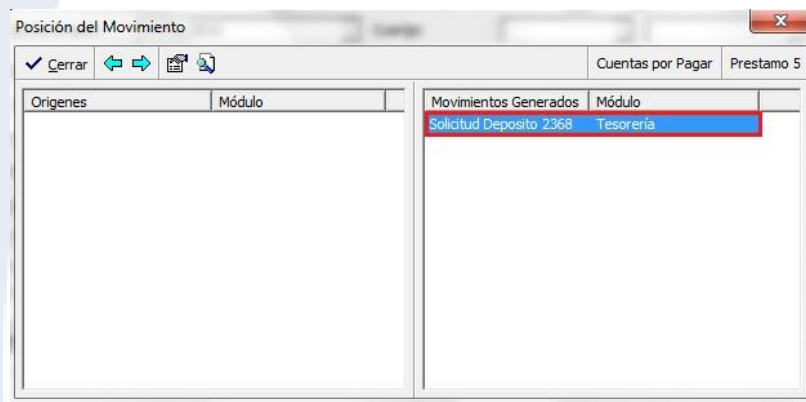 Posición del Movimiento
Cerrar
Cuentas por Pagar
Prestamo 5
Origenes
Módulo
Movimientos Generados
Módulo
Solicitud Deposito 2368
Tesorería